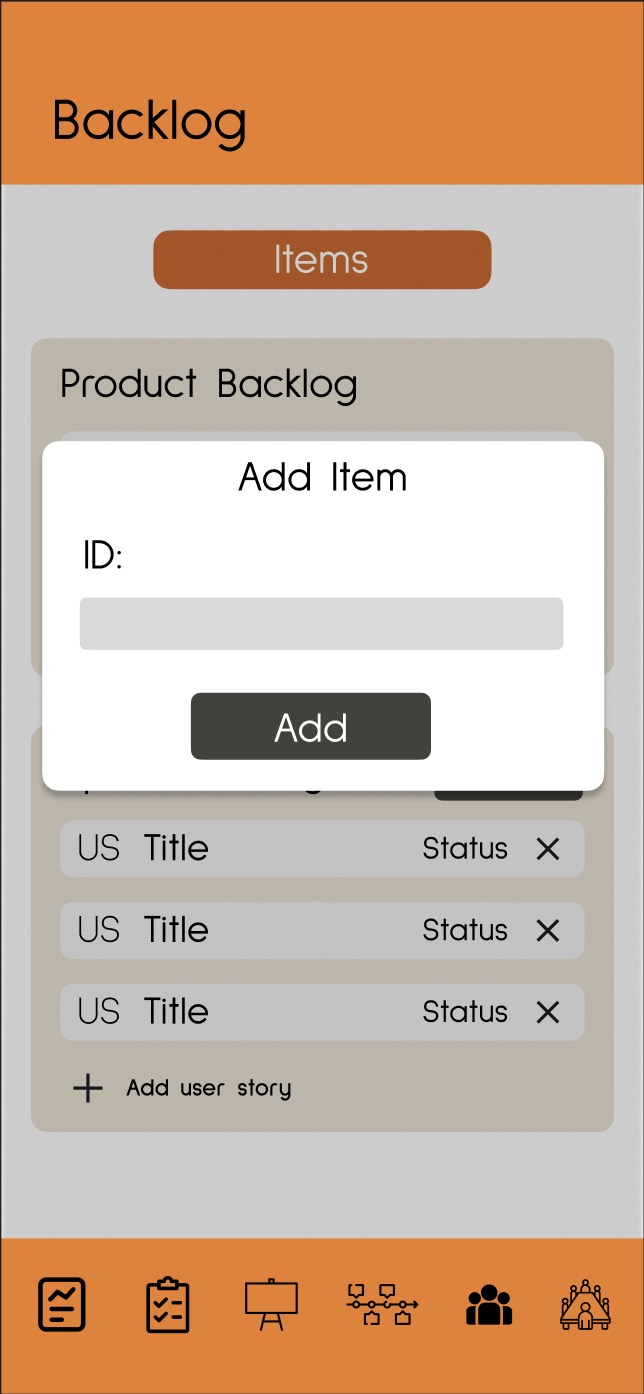 Backlog
Items
Product Backlog
Add Item
ID:
Add
US Title Status ×
US Title Status ×
US Title Status ×
+ Add user story